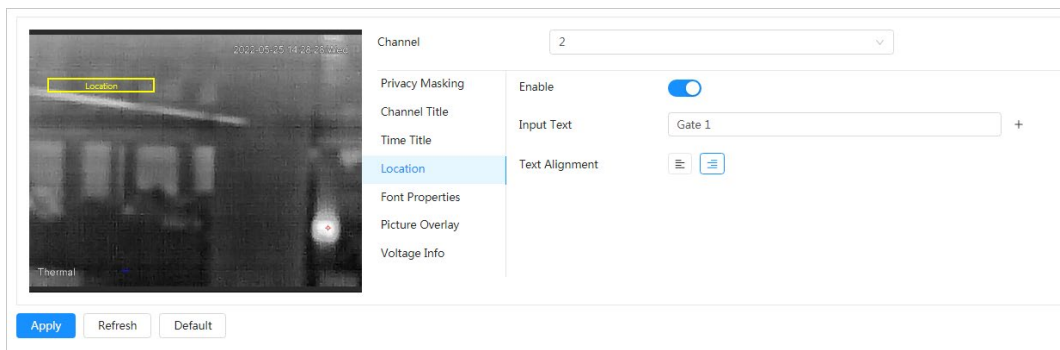 2022-05-25 14:28:28 Wed
Location
Thermal
Channel
2
Privacy Masking
Channel Title
Time Title
Location
Font Properties
Picture Overlay
Voltage Info
Enable
Input Text
Gate 1
+
Text Alignment
Apply
Refresh
Default